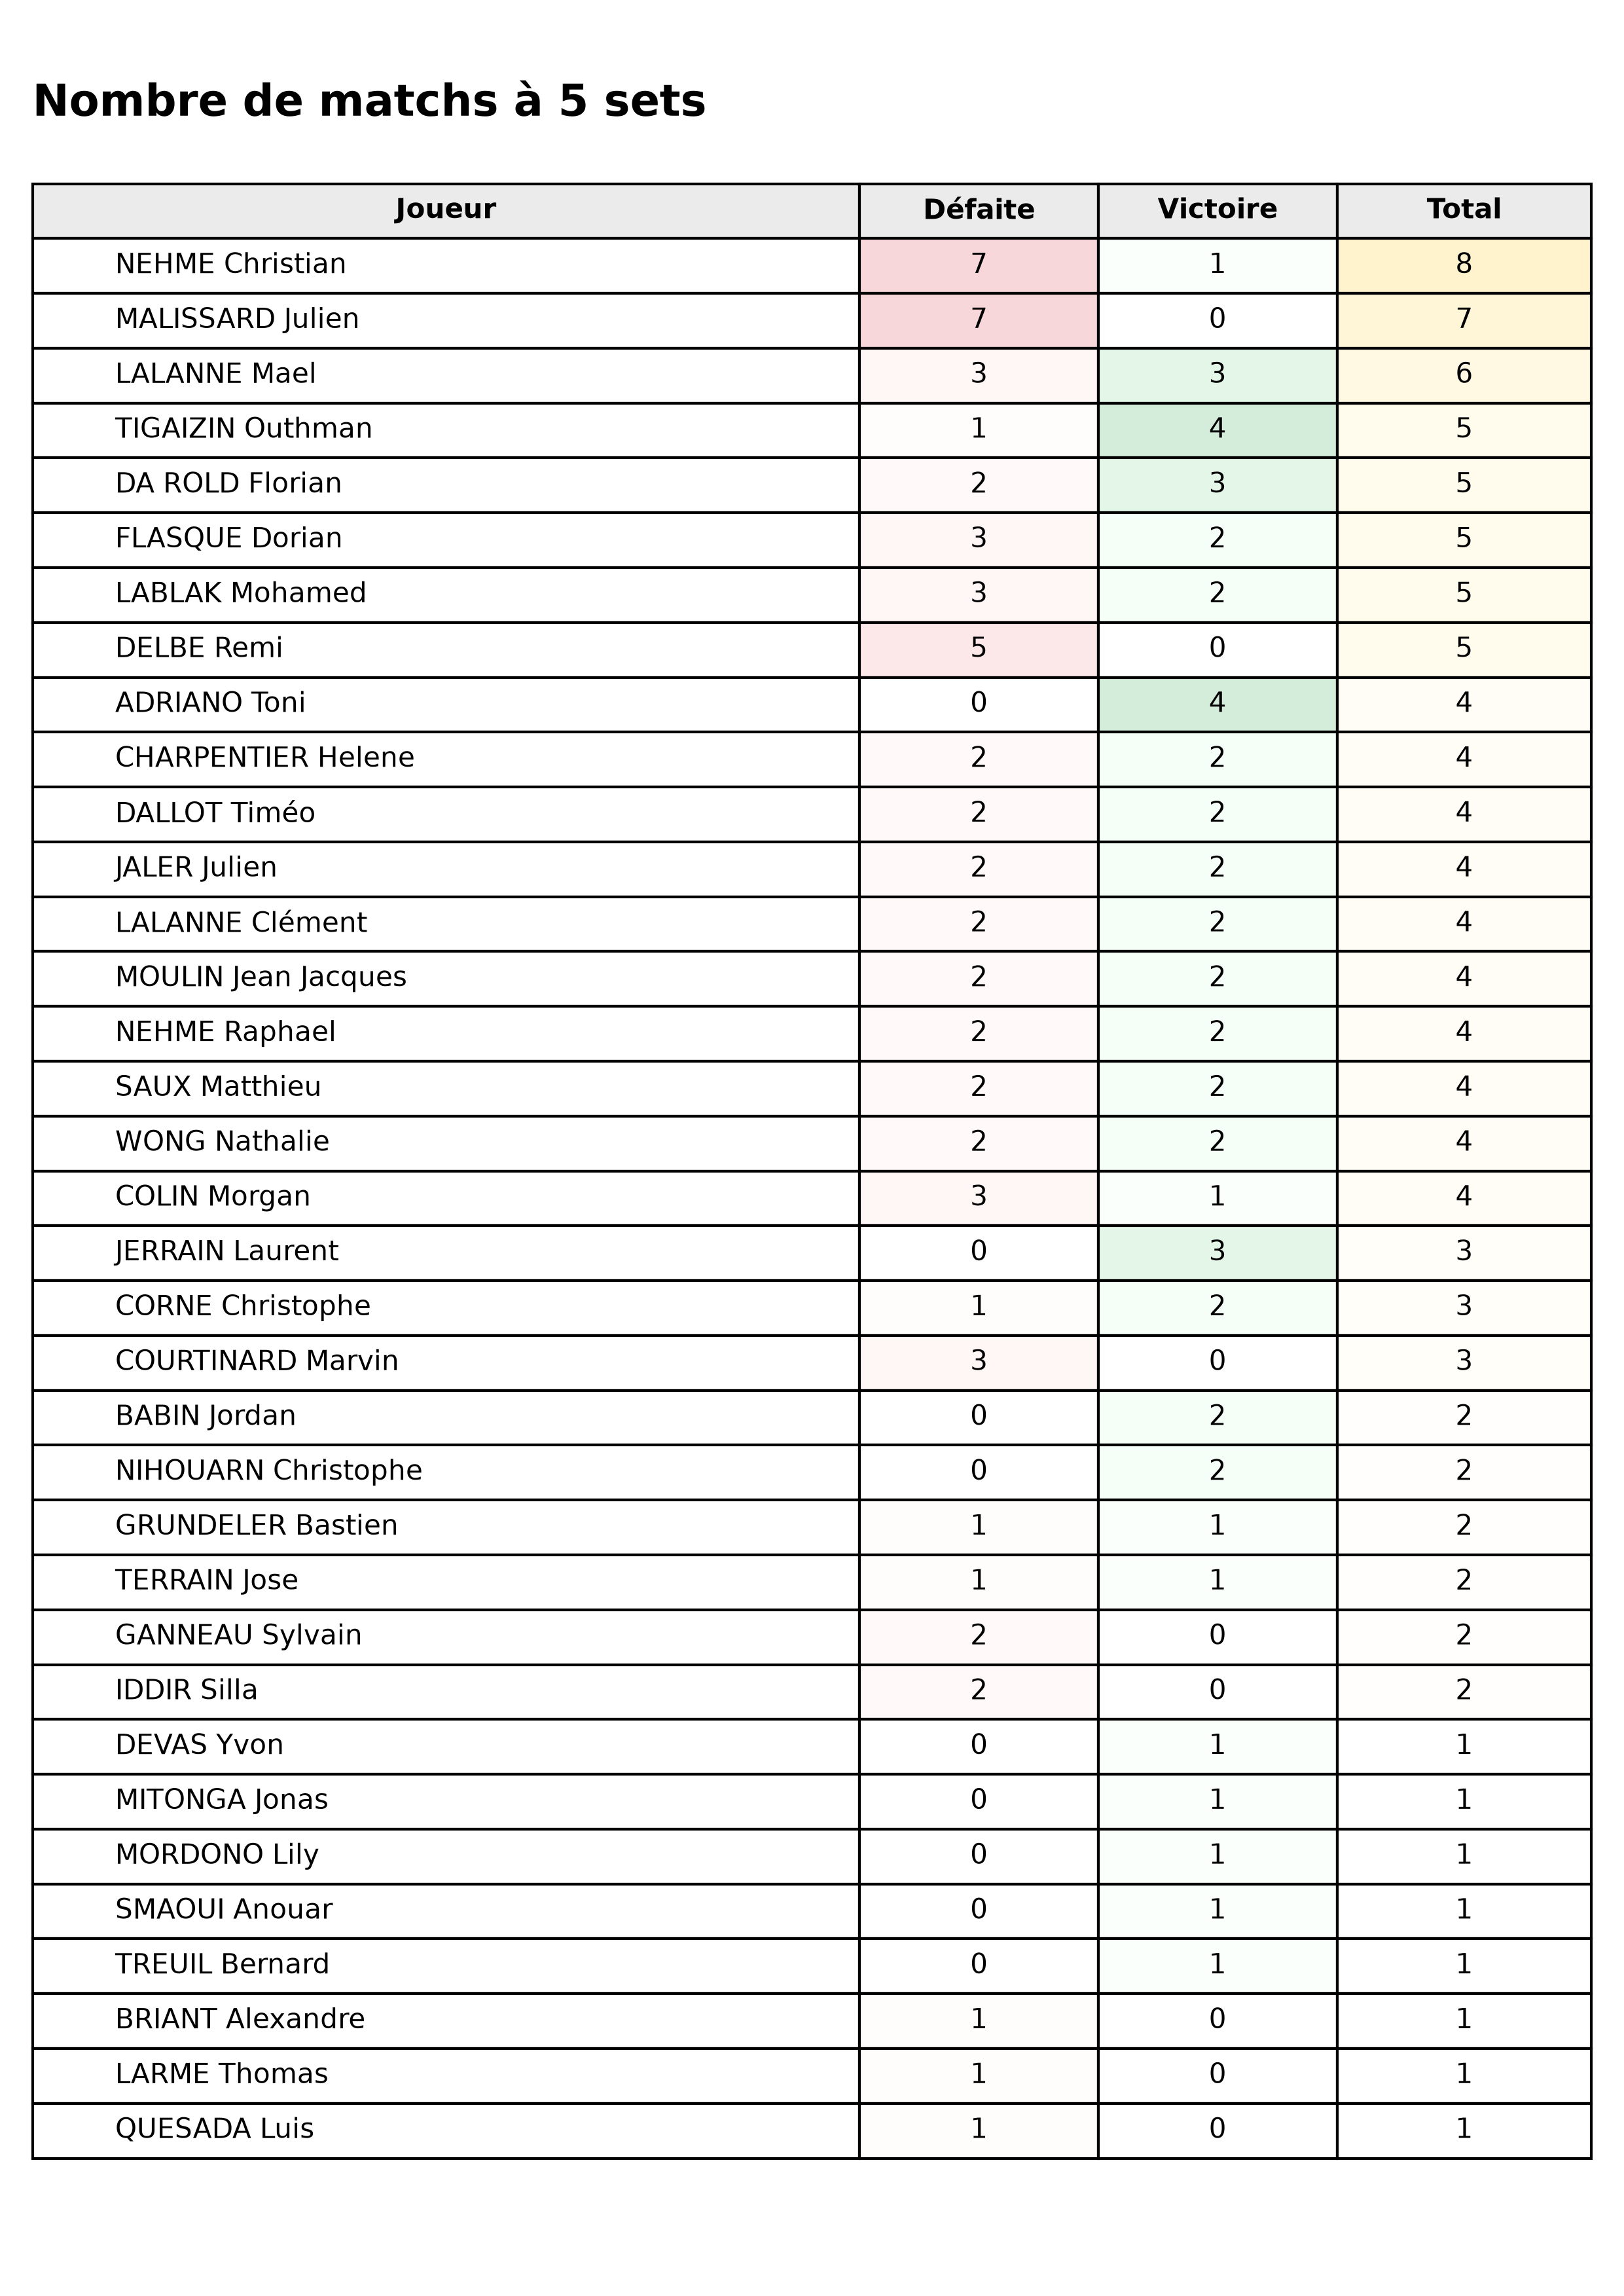 Nombre de matchs à 5 sets
Joueur Défaite Victoire Total
NEHME Christian 7 1 8
MALISSARD Julien 7 0 7
LALANNE Mael 3 3 6
TIGAIZIN Outhman 1 4 5
DA ROLD Florian 2 3 5
FLASQUE Dorian 3 2 5
LABLAK Mohamed 3 2 5
DELBE Remi 5 0 5
ADRIANO Toni 0 4 4
CHARPENTIER Helene 2 2 4
DALLOT Timéo 2 2 4
JALER Julien 2 2 4
LALANNE Clément 2 2 4
MOULIN Jean Jacques 2 2 4
NEHME Raphael 2 2 4
SAUX Matthieu 2 2 4
WONG Nathalie 2 2 4
COLIN Morgan 3 1 4
JERRAIN Laurent 0 3 3
CORNE Christophe 1 2 3
COURTINARD Marvin 3 0 3
BABIN Jordan 0 2 2
NIHOUARN Christophe 0 2 2
GRUNDELER Bastien 1 1 2
TERRAIN Jose 1 1 2
GANNEAU Sylvain 2 0 2
IDDIR Silla 2 0 2
DEVAS Yvon 0 1 1
MITONGA Jonas 0 1 1
MORDONO Lily 0 1 1
SMAOUI Anouar 0 1 1
TREUIL Bernard 0 1 1
BRIANT Alexandre 1 0 1
LARME Thomas 1 0 1
QUESADA Luis 1 0 1